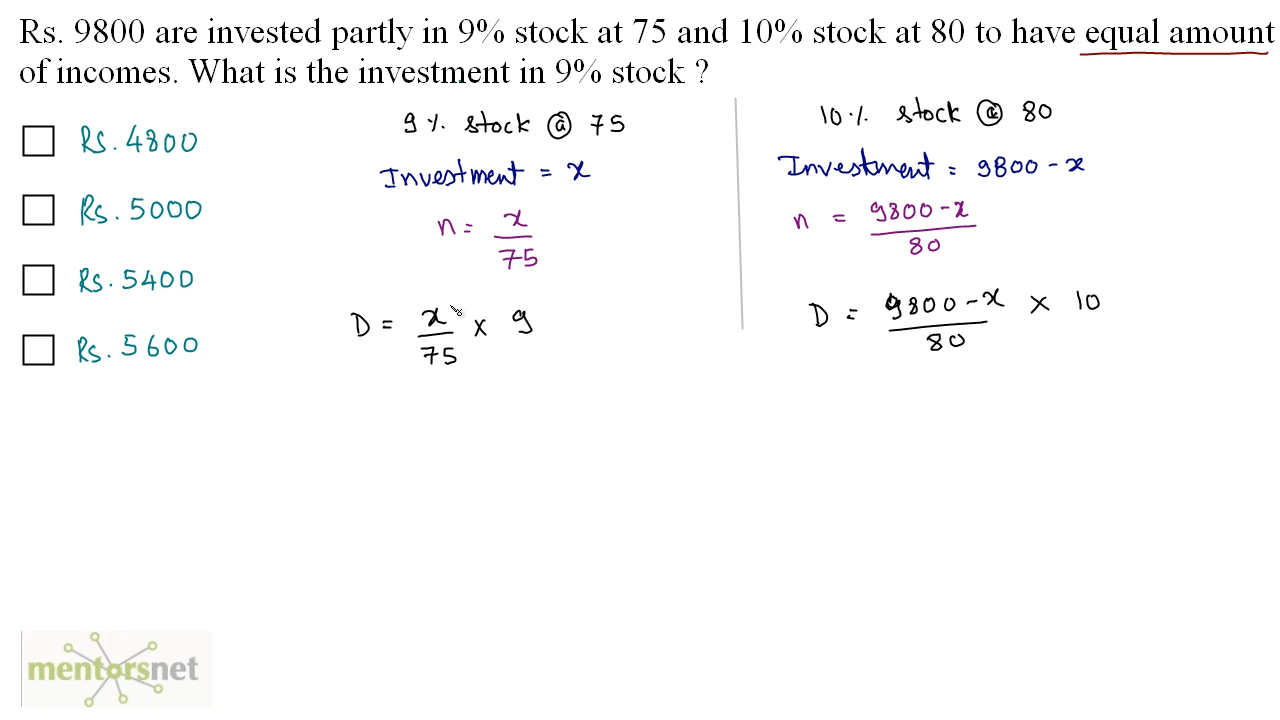 Rs. 9800 are invested partly in 9% stock at 75 and 10% stock at 80 to have equal amount
of incomes. What is the investment in 9% stock ?
Rs. 4800
Rs. 5000
Rs. 5400
Rs. 5600
9 % stock @ 75
Investment = x
n = x/75
D = x/75 × 9
10 % stock @ 80
Investment = 9800 - x
n = 9800 - x/80
D = 9800 - x/80 × 10
mentorsnet